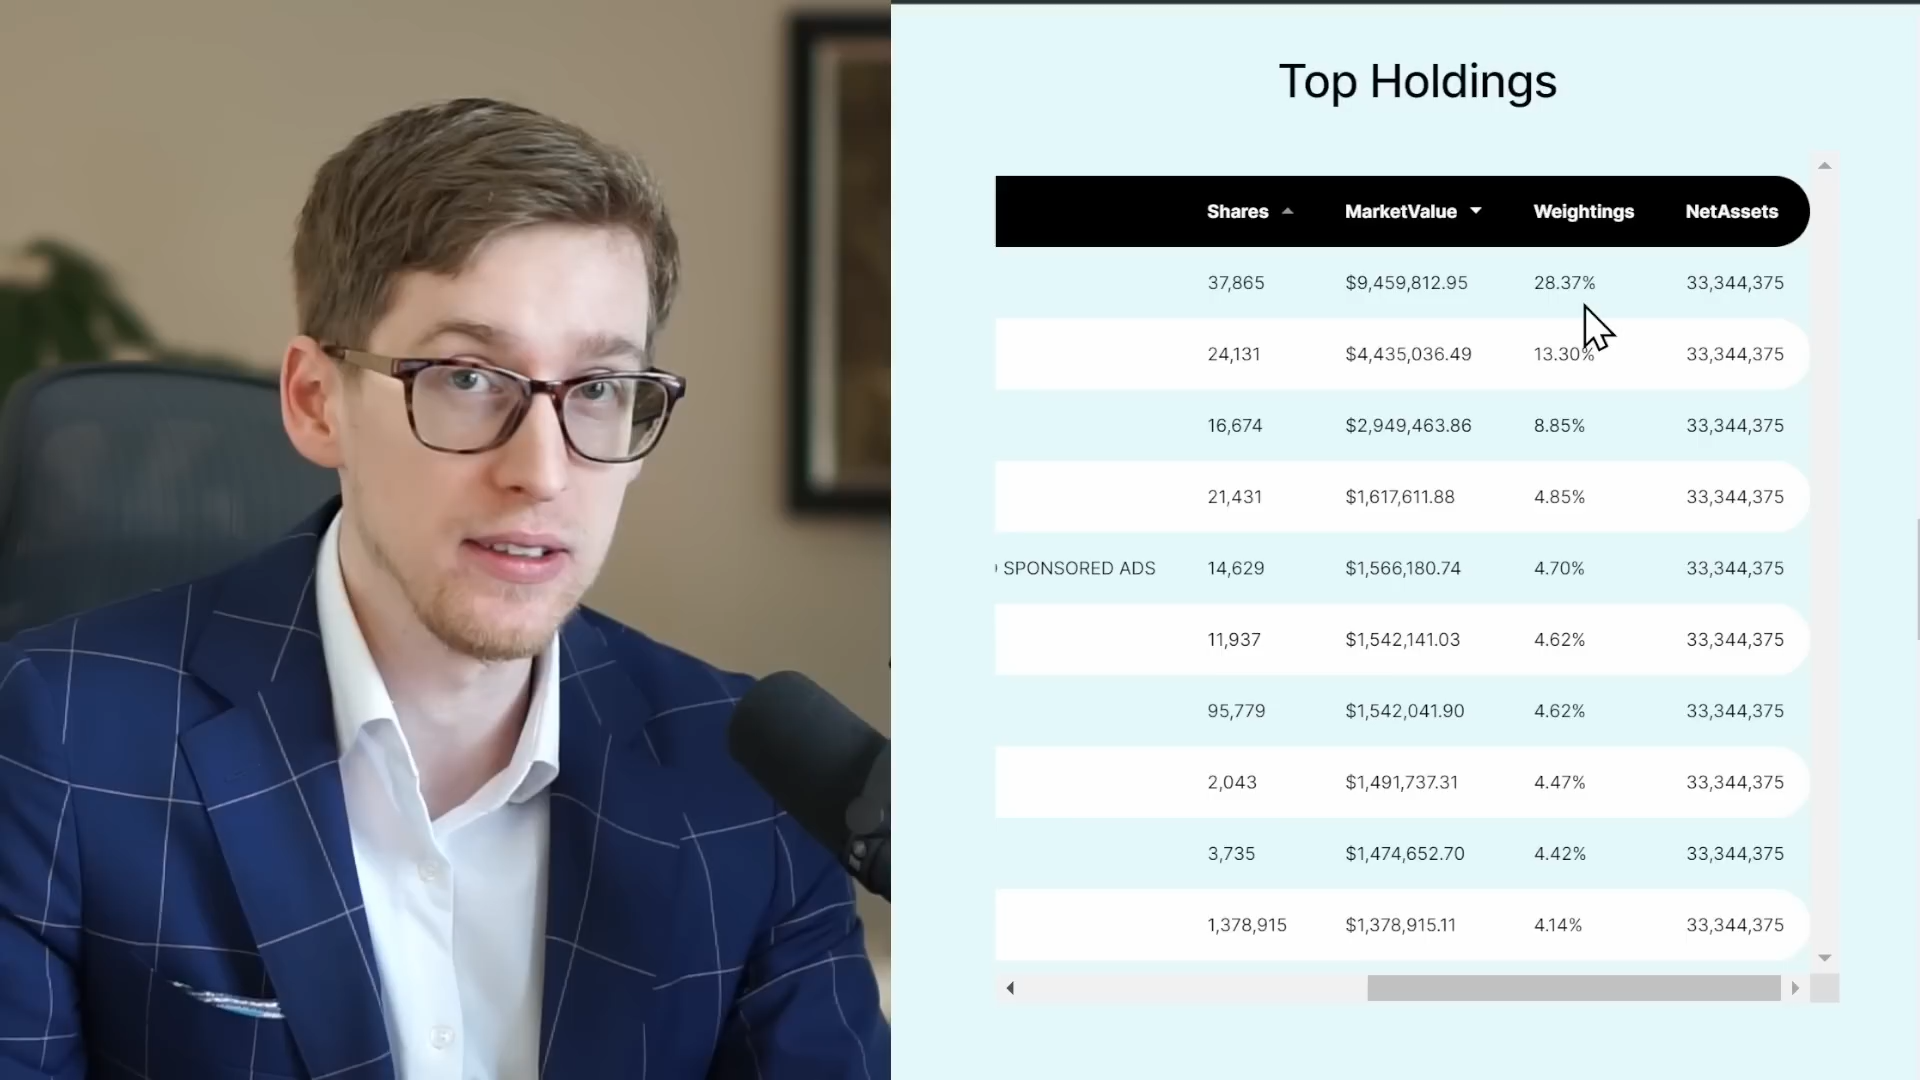 Top Holdings
Shares MarketValue Weightings NetAssets
37,865 $9,459,812.95 28.37% 33,344,375
24,131 $4,435,036.49 13.30% 33,344,375
16,674 $2,949,463.86 8.85% 33,344,375
21,431 $1,617,611.88 4.85% 33,344,375
SPONSORED ADS 14,629 $1,566,180.74 4.70% 33,344,375
11,937 $1,542,141.03 4.62% 33,344,375
95,779 $1,542,041.90 4.62% 33,344,375
2,043 $1,491,737.31 4.47% 33,344,375
3,735 $1,474,652.70 4.42% 33,344,375
1,378,915 $1,378,915.11 4.14% 33,344,375